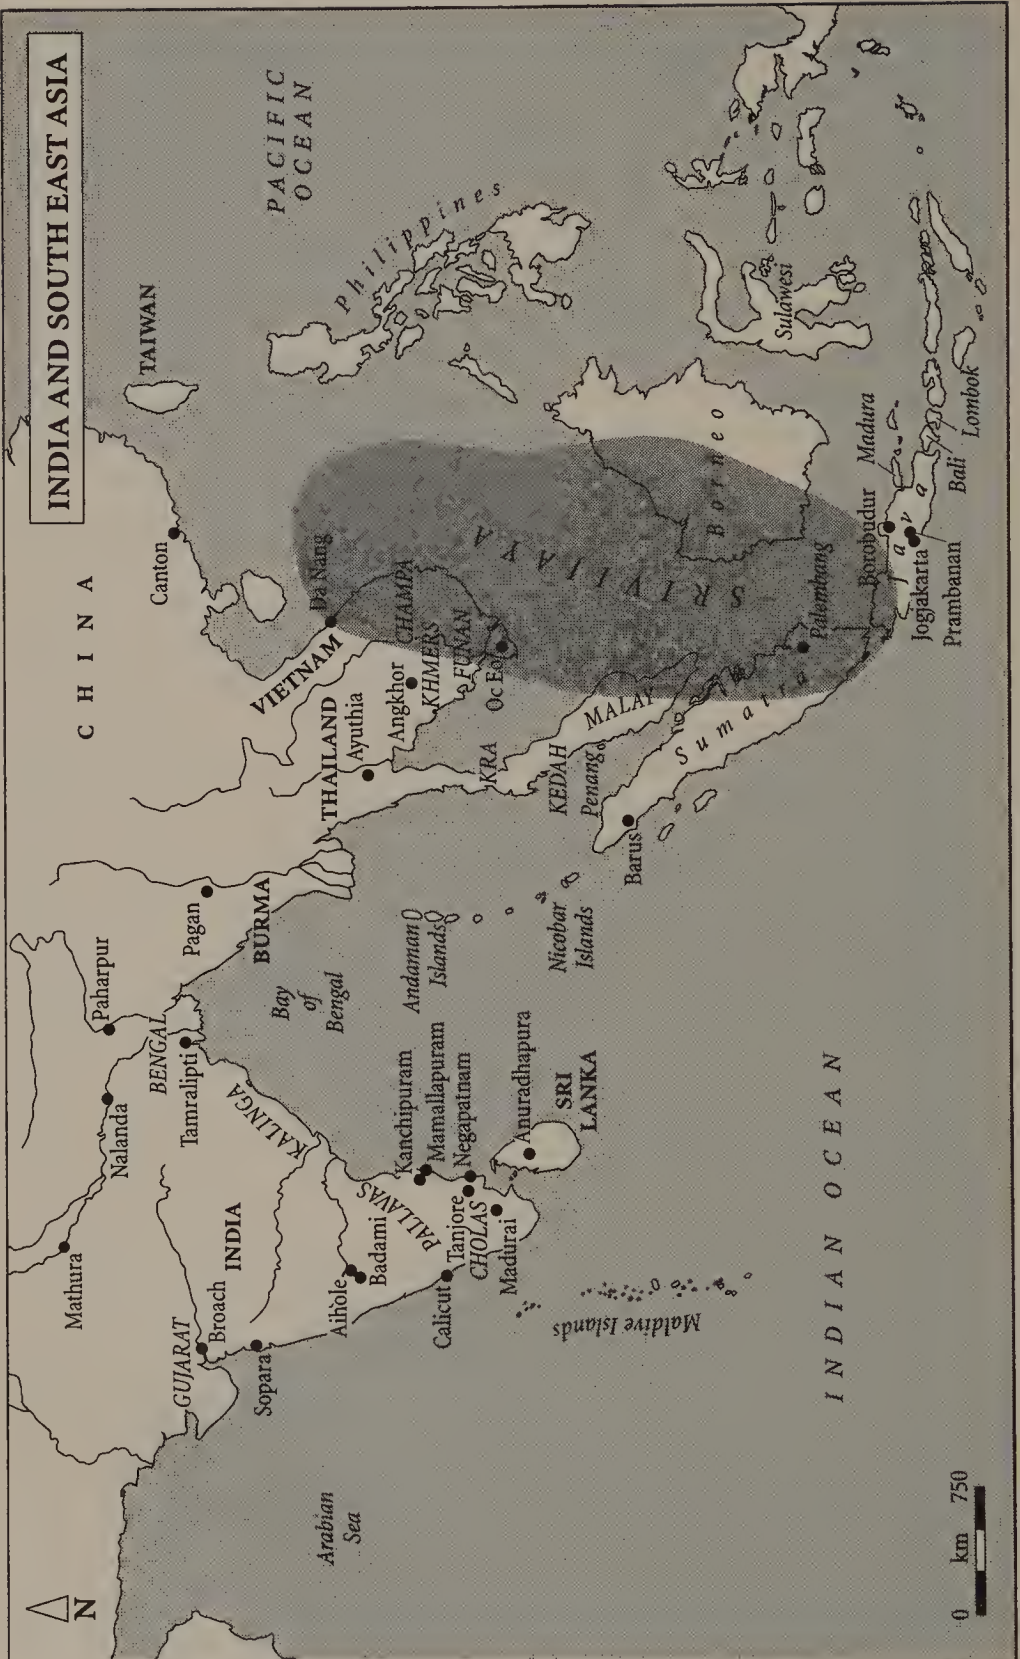 INDIA AND SOUTH EAST ASIA
N
CHINA
PACIFIC
OCEAN
TAIWAN
Canton
Philippines
Mathura
Nalanda
Paharpur
BENGAL
Tamralipti
Pagan
BURMA
GUJARAT
Broach
INDIA
Sopara
KALINGA
Bay
of
Bengal
THAILAND
Ayuthia
VIETNAM
Da Nang
CHAMPA
Angkhor
KHMERS
FUNAN
Oc Eo
Arabian
Sea
Aihole
Badami
PALLAVAS
Kanchipuram
Mamallapuram
Negapatnam
Calicut
Tanjore
CHOLAS
Madurai
Anuradhapura
SRI
LANKA
Andaman
Islands
Nicobar
Islands
KRA
KEDAH
Penang
MALAY
SRIVIJAYA
Maldive Islands
Barus
Sumatra
Palembang
Borneo
Sulawesi
Borobudur
Madura
Java
Jogjakarta
Prambanan
Bali
Lombok
INDIAN OCEAN
0 km 750